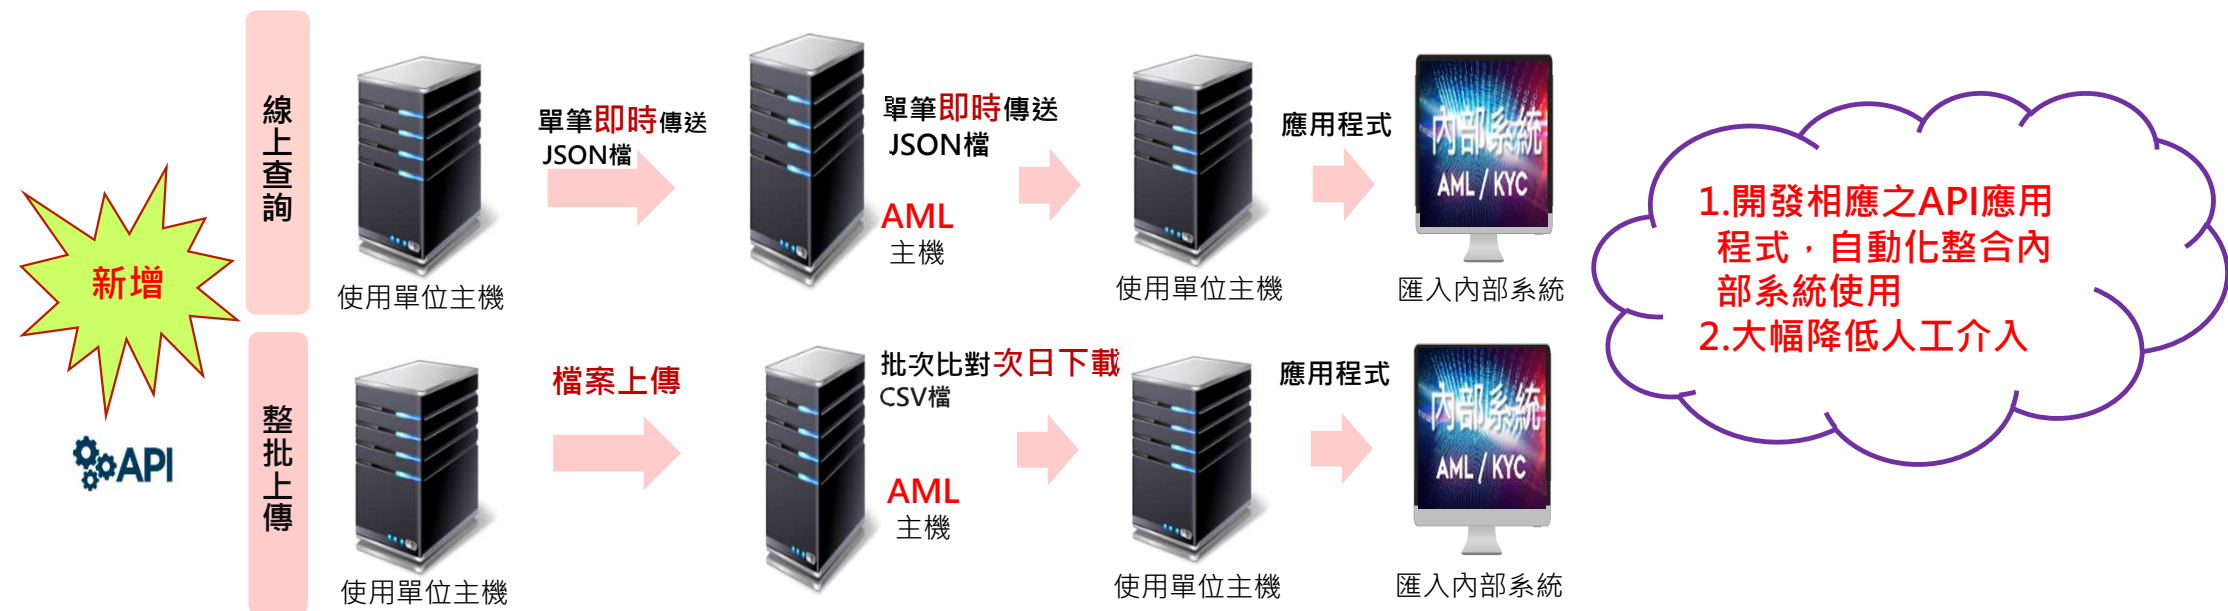 新增
API
線上查詢
使用單位主機
單筆即時傳送
JSON檔
單筆即時傳送
JSON檔
AML
主機
使用單位主機
應用程式
內部系統
AML / KYC
匯入內部系統
整批上傳
使用單位主機
檔案上傳
批次比對次日下載
CSV檔
AML
主機
使用單位主機
應用程式
內部系統
AML / KYC
匯入內部系統
1.開發相應之API應用
程式，自動化整合內
部系統使用
2.大幅降低人工介入